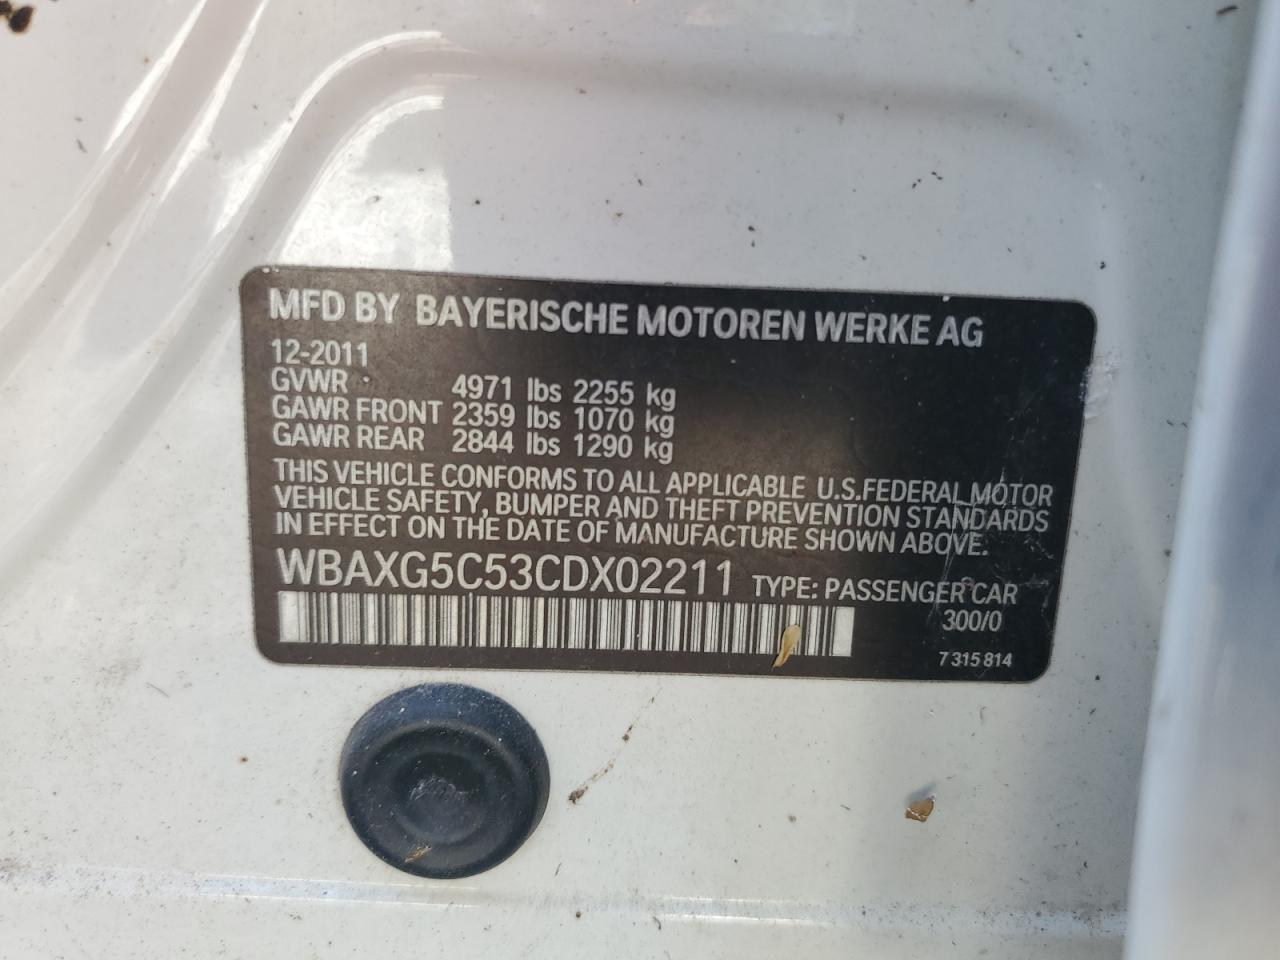 MFD BY BAYERISCHE MOTOREN WERKE AG
12-2011
GVWR 4971 lbs 2255 kg
GAWR FRONT 2359 lbs 1070 kg
GAWR REAR 2844 lbs 1290 kg
THIS VEHICLE CONFORMS TO ALL APPLICABLE U.S.FEDERAL MOTOR
VEHICLE SAFETY, BUMPER AND THEFT PREVENTION STANDARDS
IN EFFECT ON THE DATE OF MANUFACTURE SHOWN ABOVE.
WBAXG5C53CDX02211 TYPE: PASSENGER CAR
300/0
7 315 814